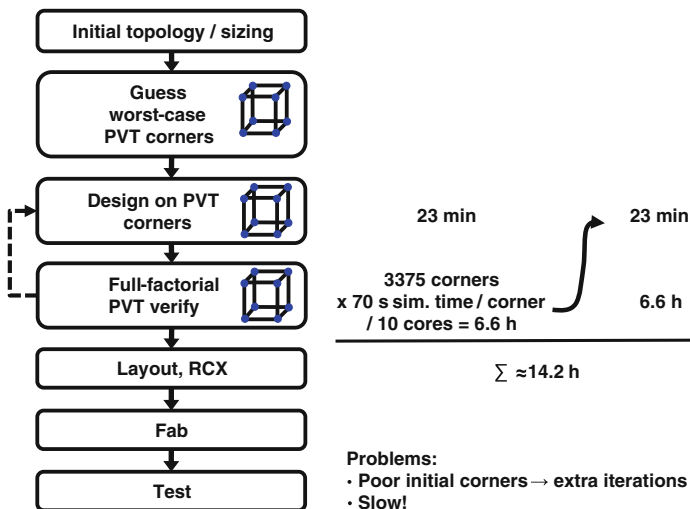 Initial topology / sizing
Guess
worst-case
PVT corners
Design on PVT
corners
Full-factorial
PVT verify
Layout, RCX
Fab
Test
23 min
23 min
3375 corners
x 70 s sim. time / corner
/ 10 cores = 6.6 h
6.6 h
∑ ≈14.2 h
Problems:
· Poor initial corners → extra iterations
· Slow!